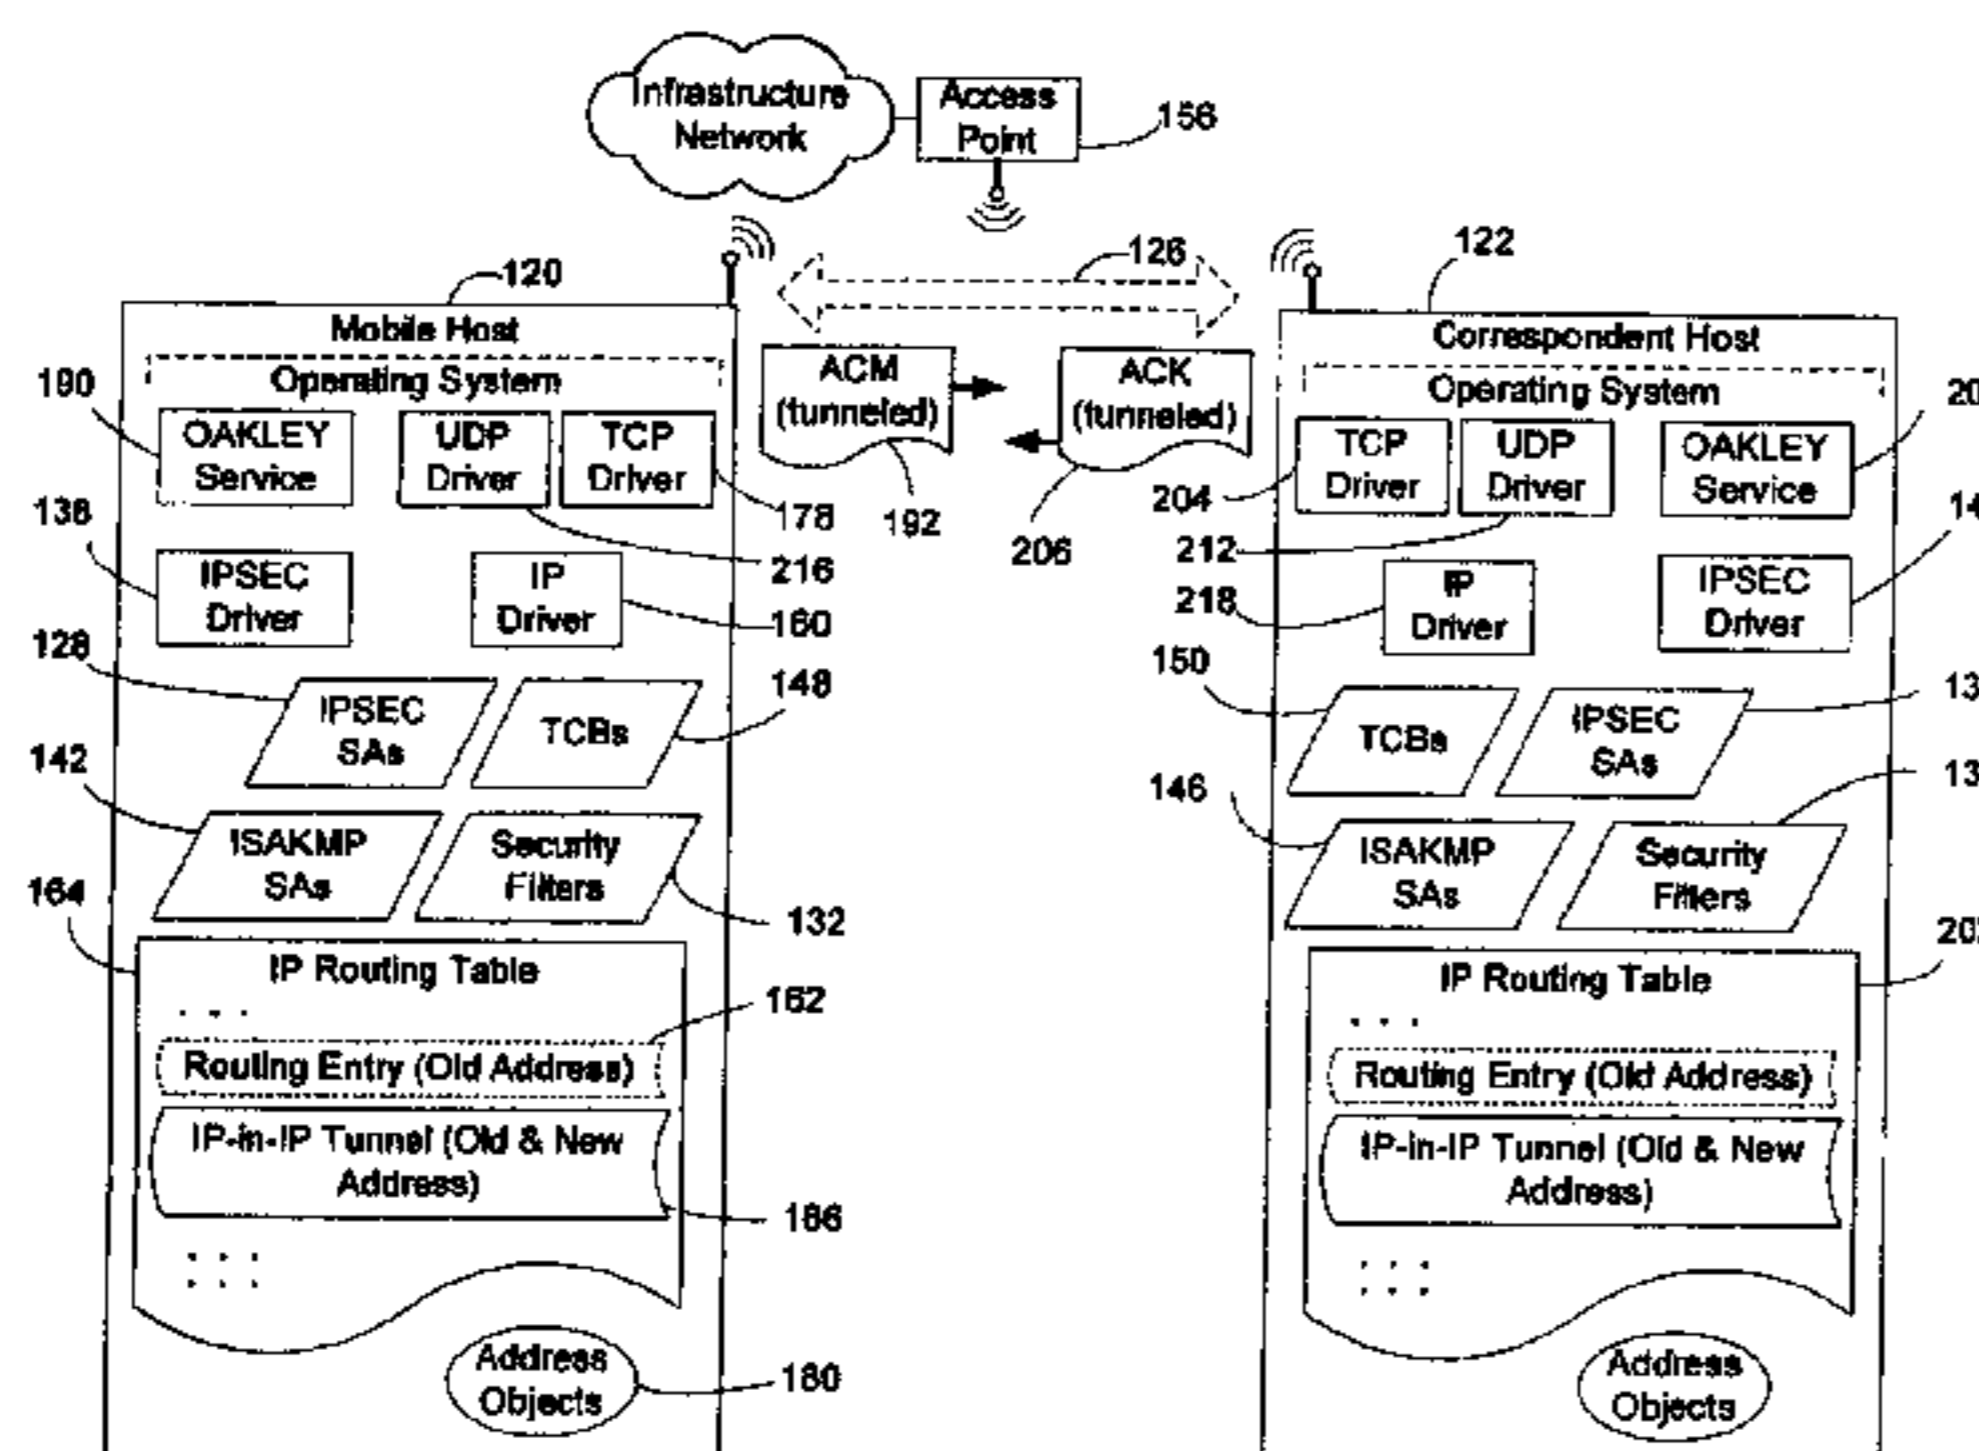 Infrastructure
Network
Access
Point
156
120
126
122
Mobile Host
Operating System
190
OAKLEY
Service
UDP
Driver
TCP
Driver
178
216
138
IPSEC
Driver
IP
Driver
160
128
IPSEC
SAs
TCBs
148
142
ISAKMP
SAs
Security
Filters
132
164
IP Routing Table
. . .
162
Routing Entry (Old Address)
IP-in-IP Tunnel (Old & New
Address)
186
Address
Objects
180
ACM
(tunneled)
192
ACK
(tunneled)
206
Correspondent Host
Operating System
204
TCP
Driver
UDP
Driver
212
OAKLEY
Service
218
IP
Driver
IPSEC
Driver
150
TCBs
IPSEC
SAs
146
ISAKMP
SAs
Security
Filters
IP Routing Table
. . .
Routing Entry (Old Address)
IP-in-IP Tunnel (Old & New
Address)
Address
Objects